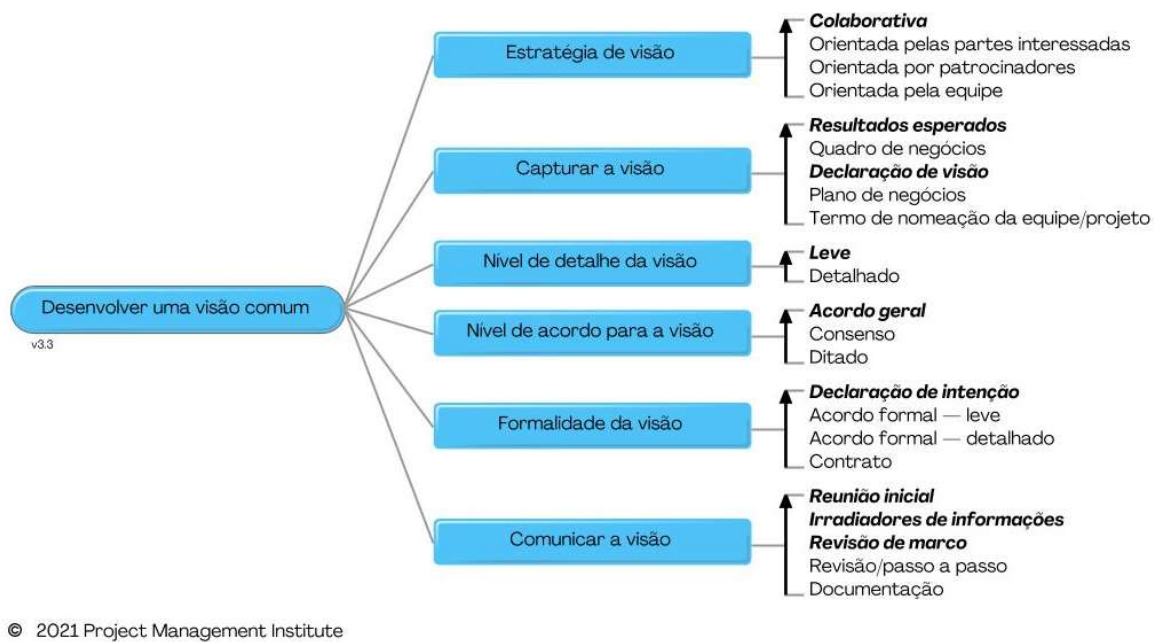 Desenvolver uma visão comum
v3.3
Estratégia de visão
Colaborativa
Orientada pelas partes interessadas
Orientada por patrocinadores
Orientada pela equipe
Capturar a visão
Resultados esperados
Quadro de negócios
Declaração de visão
Plano de negócios
Termo de nomeação da equipe/projeto
Nível de detalhe da visão
Leve
Detalhado
Nível de acordo para a visão
Acordo geral
Consenso
Ditado
Formalidade da visão
Declaração de intenção
Acordo formal — leve
Acordo formal — detalhado
Contrato
Comunicar a visão
Reunião inicial
Irradiadores de informações
Revisão de marco
Revisão/passo a passo
Documentação
© 2021 Project Management Institute